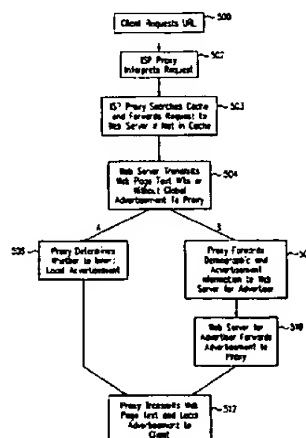 Client Requests URL
500
ISP Proxy
Interprets Request
502
ISP Proxy Searches Cache
and Forwards Request to
Web Server if Not in Cache
503
Web Server Transmits
Web Page Text With or
Without Global
Advertisement To Proxy
504
Proxy Determines
Whether to
Local Advertisement
Proxy Forwards
Demographic and
Advertisement
Information to Web
Server for Advertiser
Web Server for
Advertiser Forwards
Advertisement to
Proxy
510
Proxy Transmits Web
Page Text and Local
Advertisement to
Client
512